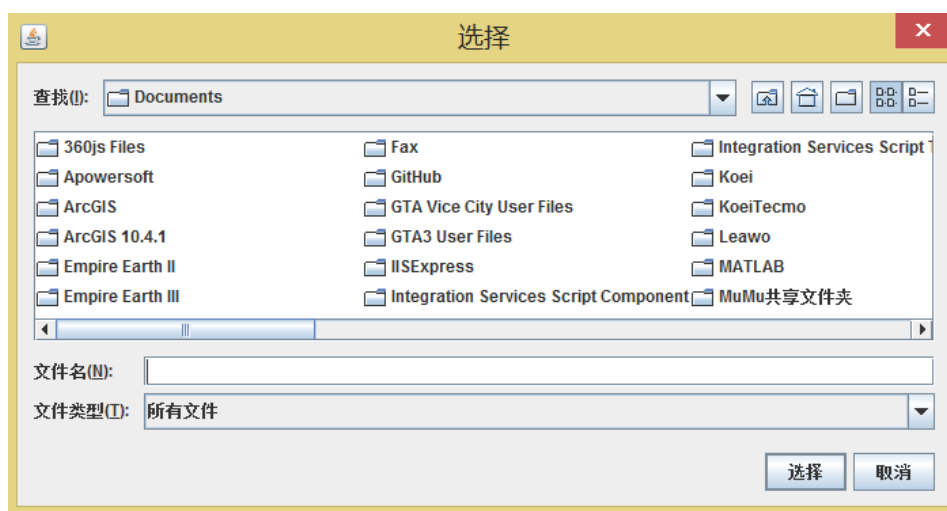 选择
查找(I): Documents
360js Files
Apowersoft
ArcGIS
ArcGIS 10.4.1
Empire Earth II
Empire Earth III
Fax
GitHub
GTA Vice City User Files
GTA3 User Files
IISExpress
Integration Services Script Component
Integration Services Script
Koei
KoeiTecmo
Leawo
MATLAB
MuMu共享文件夹
文件名(N):
文件类型(T): 所有文件
选择 取消